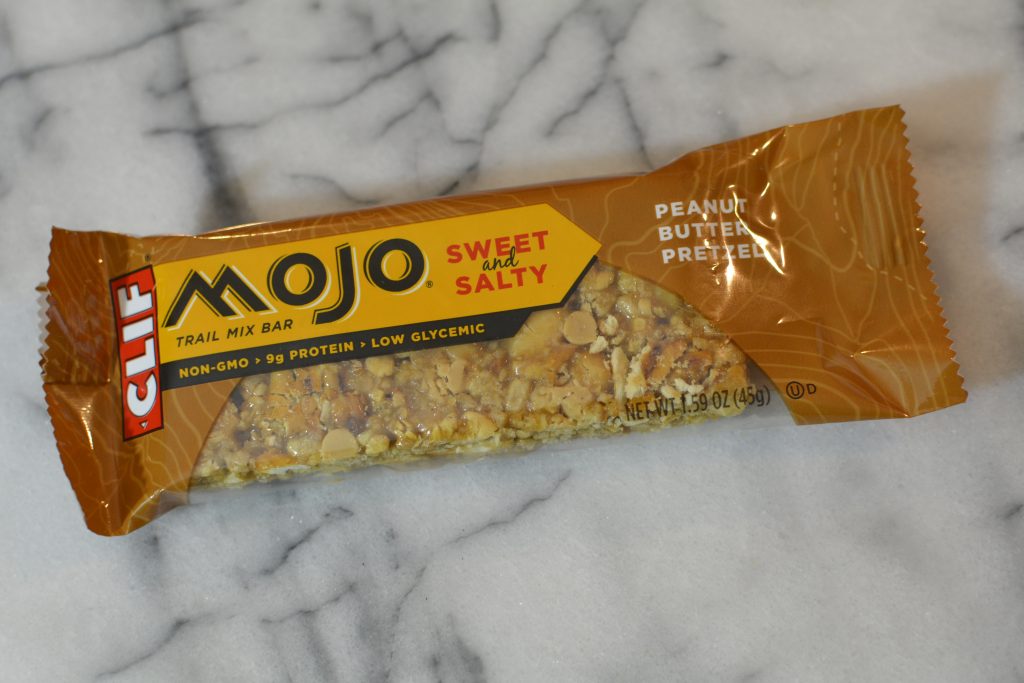 CLIF
MOJO®
TRAIL MIX BAR
SWEET
and
SALTY
NON-GMO > 9g PROTEIN > LOW GLYCEMIC
PEANUT
BUTTER
PRETZEL
NET WT 1.59 OZ (45g)
U D